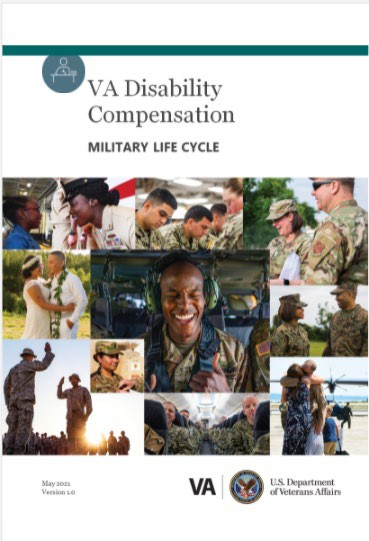 VA Disability
Compensation
MILITARY LIFE CYCLE
May 2021
Version 1.0
VA
U.S. Department
of Veterans Affairs